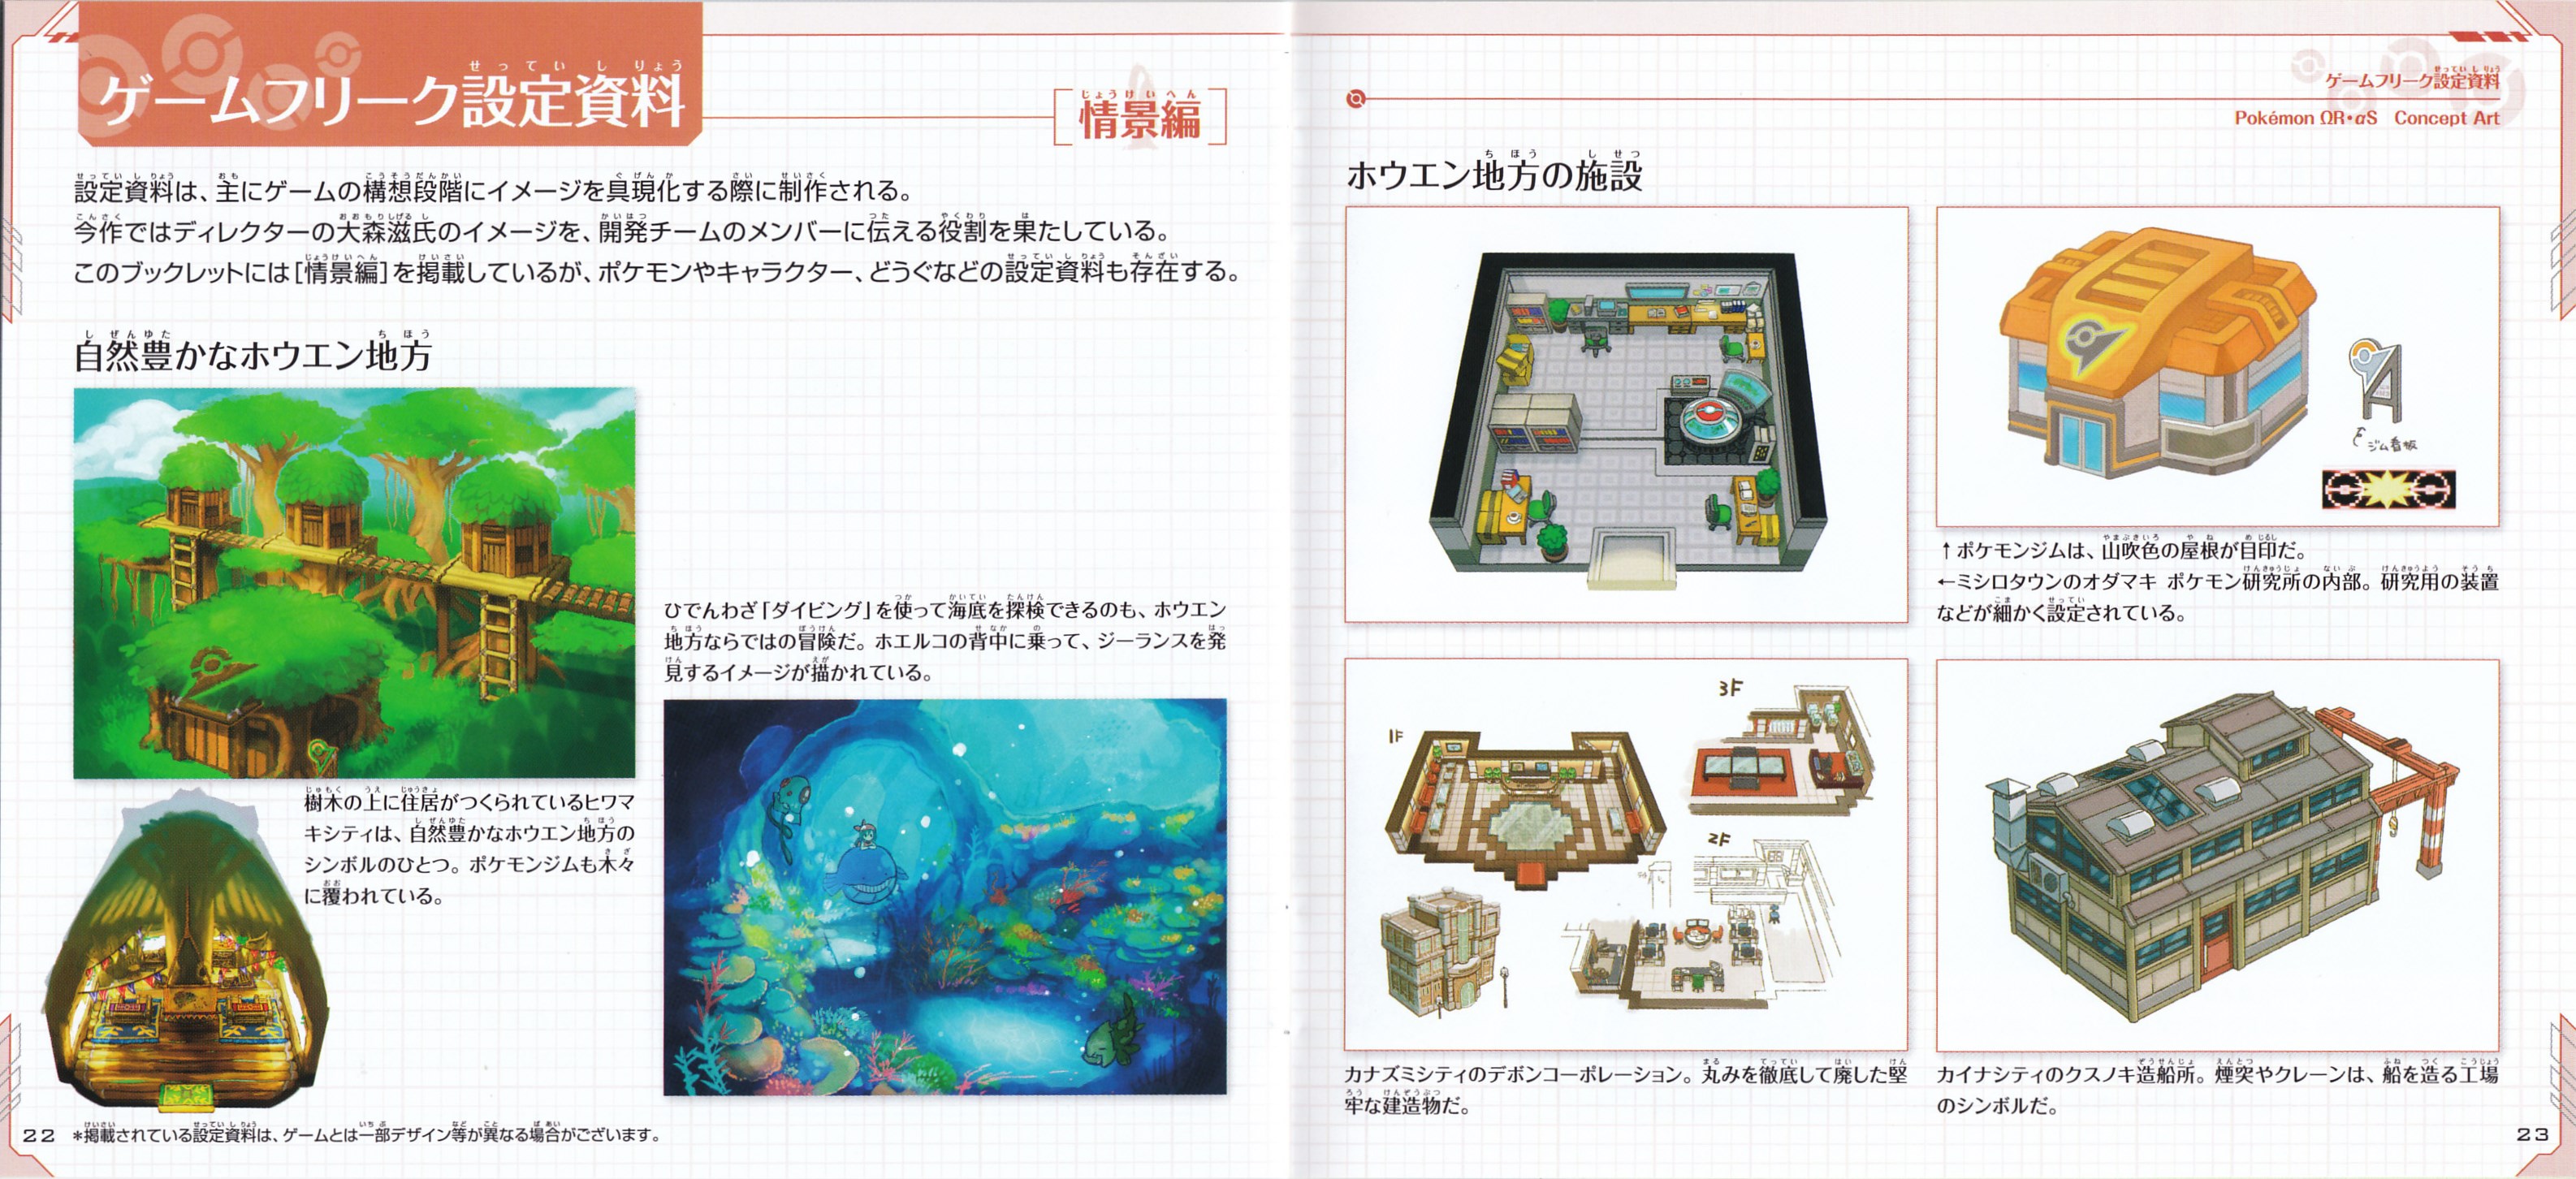 ゲームフリーク設定資料
せっていしりょう
[情景編]
じょうけいへん
設定資料は、主にゲームの構想段階にイメージを具現化する際に制作される。
今作ではディレクターの大森滋氏のイメージを、開発チームのメンバーに伝える役割を果たしている。
このブックレットには[情景編]を掲載しているが、ポケモンやキャラクター、どうぐなどの設定資料も存在する。
自然豊かなホウエン地方
樹木の上に住居がつくられているヒワマ
キシティは、自然豊かなホウエン地方の
シンボルのひとつ。ポケモンジムも木々
に覆われている。
ひでんわざ「ダイビング」を使って海底を探検できるのも、ホウエン
地方ならではの冒険だ。ホエルコの背中に乗って、ジーランスを発
見するイメージが描かれている。
22 *掲載されている設定資料は、ゲームとは一部デザイン等が異なる場合がございます。
ゲームフリーク設定資料
Pokémon ΩR•αS Concept Art
ホウエン地方の施設
ジム看板
↑ポケモンジムは、山吹色の屋根が目印だ。
←ミシロタウンのオダマキ ポケモン研究所の内部。研究用の装置
などが細かく設定されている。
1F
3F
2F
カナズミシティのデボンコーポレーション。丸みを徹底して廃した堅
牢な建造物だ。
カイナシティのクスノキ造船所。煙突やクレーンは、船を造る工場
のシンボルだ。
23